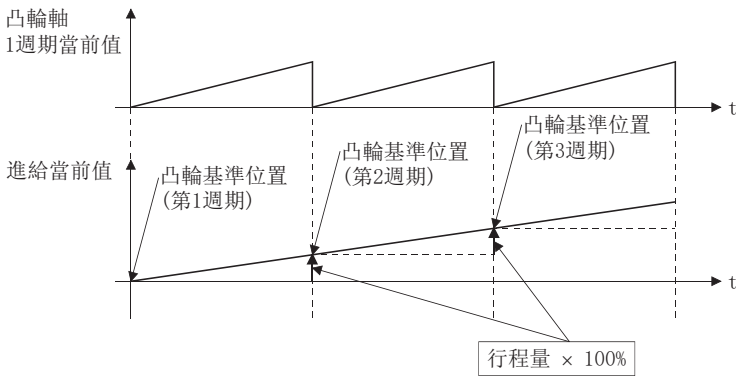 凸輪軸
1週期當前值
t
凸輪基準位置
(第3週期)
凸輪基準位置
(第2週期)
進給當前值
凸輪基準位置
(第1週期)
t
行程量 × 100%